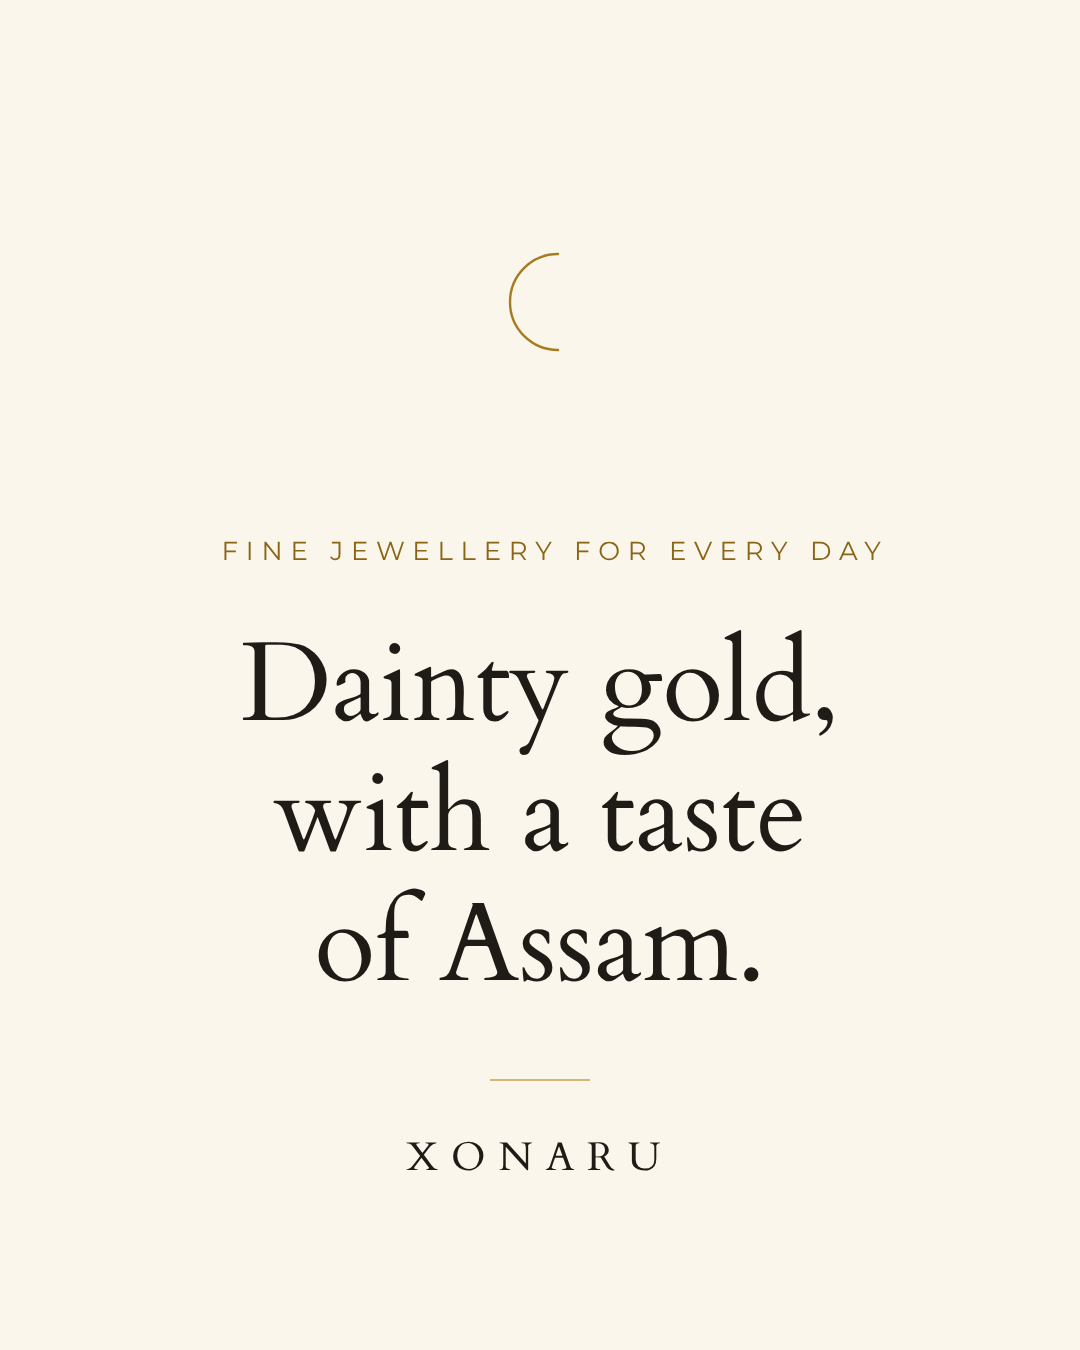 FINE JEWELLERY FOR EVERY DAY
Dainty gold,
with a taste
of Assam.
XONARU